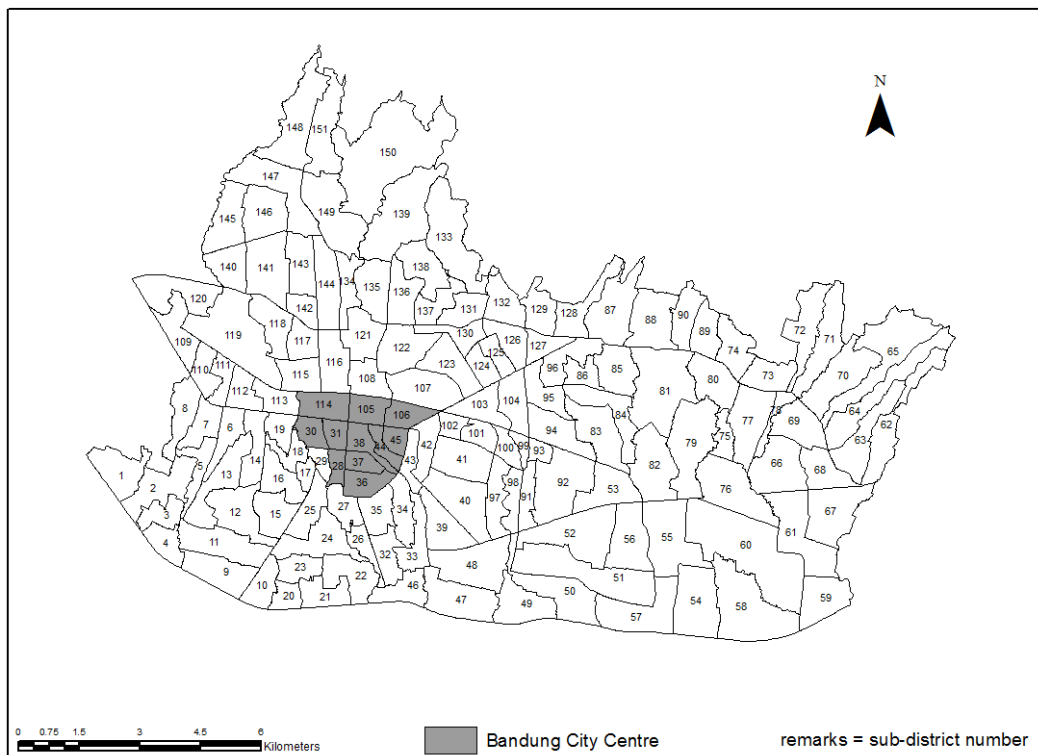 N
148 151
150
147
145 146 149 139
133
140 141 143 144 134 135 136 138
120 142 137 131 132 129 128 87 88 90 89 72 71
109 119 118 117 116 121 122 130 123 124 125 126 127 74 65
110 111 115 108 107 96 86 85 81 80 73 70
8 112 113 114 105 106 103 104 95 84 77 78 69 64
7 6 19 30 31 38 44 45 42 102 101 94 83 79 75 63 62
1 2 5 13 14 18 29 28 37 43 41 100 99 93 82 66 68
3 12 16 17 36 40 97 98 91 92 53 76 67
4 11 15 25 27 35 34 39 52 56 55 60 61
9 24 26 32 33 48 51
10 23 22 46 47 50 54 58 59
20 21 49 57
0 0.75 1.5 3 4.5 6
Kilometers
Bandung City Centre
remarks = sub-district number